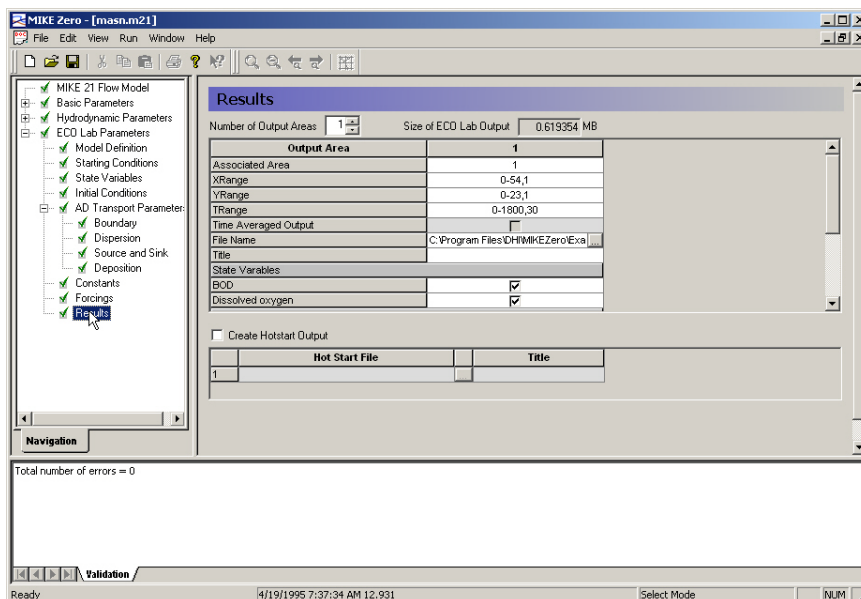 MIKE Zero - [masn.m21]
File Edit View Run Window Help
MIKE 21 Flow Model
Basic Parameters
Hydrodynamic Parameters
ECO Lab Parameters
Model Definition
Starting Conditions
State Variables
Initial Conditions
AD Transport Parameter:
Boundary
Dispersion
Source and Sink
Deposition
Constants
Forcings
Results
Navigation
Results
Number of Output Areas 1 Size of ECO Lab Output 0.619354 MB
Output Area 1
Associated Area 1
XRange 0-54,1
YRange 0-23,1
TRange 0-1800,30
Time Averaged Output
File Name C:\Program Files\DHI\MIKEZero\Exa ...
Title
State Variables
BOD
Dissolved oxygen
Create Hotstart Output
Hot Start File Title
1
Total number of errors = 0
Validation
Ready 4/19/1995 7:37:34 AM 12.931 Select Mode NUM